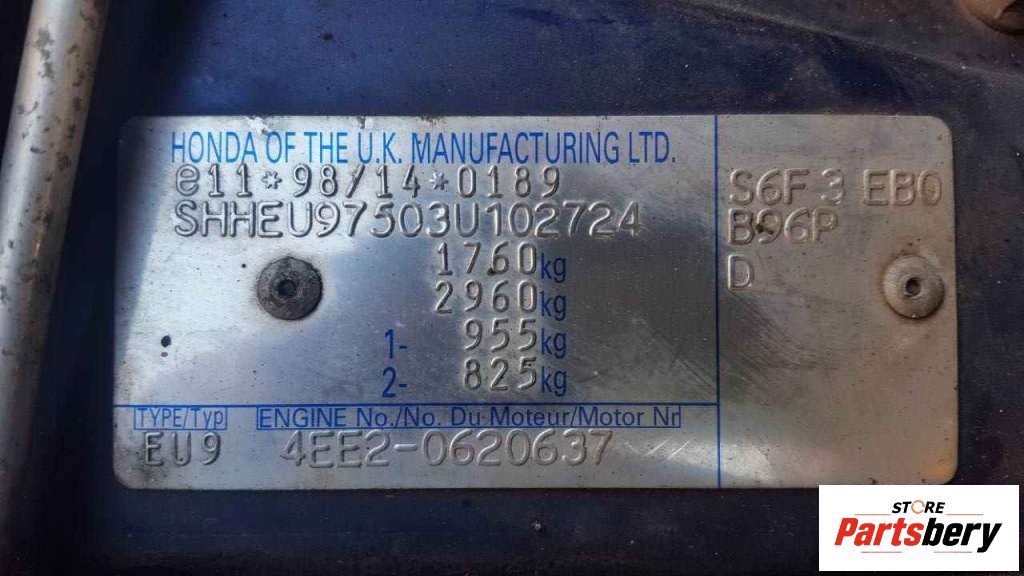 HONDA OF THE U.K. MANUFACTURING LTD.
e11*98/14*0189
SHHEU97503U102724
1760kg
2960kg
1- 955kg
2- 825kg
S6F 3 EB0
B96P
D
TYPE/Typ ENGINE No./No. Du Moteur/Motor Nr
EU9 4EE2-0620637
STORE
Partsbery